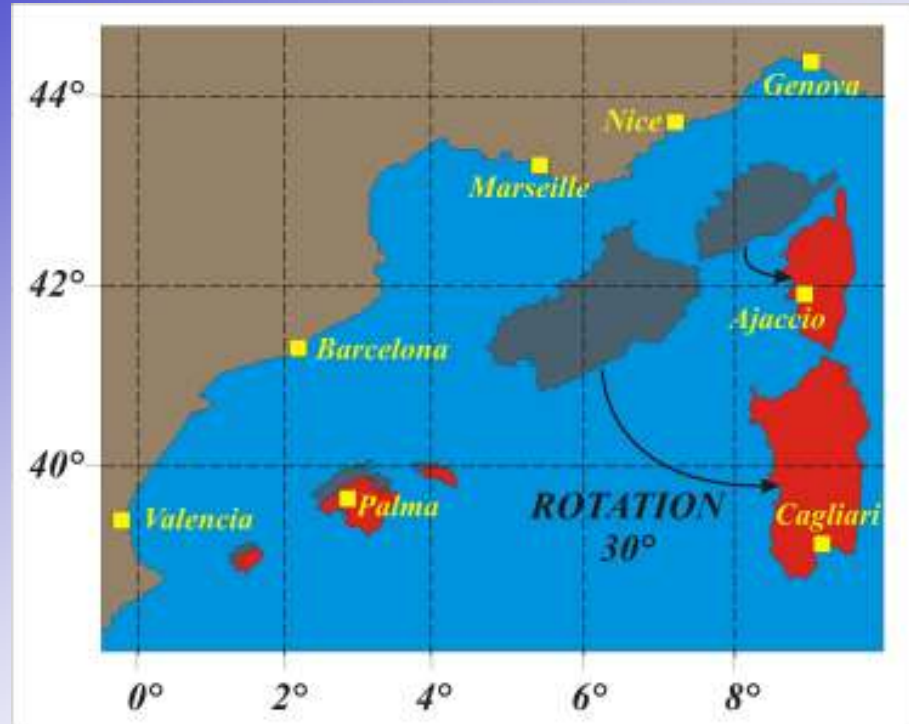 44°
Genova
Nice
Marseille
42°
Ajaccio
Barcelona
40°
Palma
ROTATION
30°
Cagliari
Valencia
0° 2° 4° 6° 8°